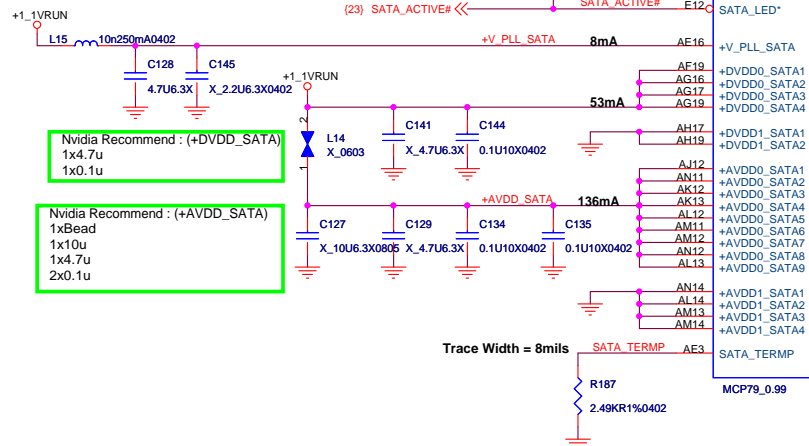 {23} SATA_ACTIVE#
SATA_ACTIVE#
E12
SATA_LED*
+1_1VRUN
L15
10n250mA0402
+V_PLL_SATA
8mA
AE16
+V_PLL_SATA
C128
4.7U6.3X
C145
X_2.2U6.3X0402
+1_1VRUN
AF19
+DVDD0_SATA1
AG16
+DVDD0_SATA2
AG17
+DVDD0_SATA3
53mA
AG19
+DVDD0_SATA4
2
L14
X_0603
1
C141
X_4.7U6.3X
C144
0.1U10X0402
AH17
+DVDD1_SATA1
AH19
+DVDD1_SATA2
Nvidia Recommend : (+DVDD_SATA)
1x4.7u
1x0.1u
AJ12
+AVDD0_SATA1
AN11
+AVDD0_SATA2
AK12
+AVDD0_SATA3
+AVDD_SATA
136mA
AK13
+AVDD0_SATA4
AL12
+AVDD0_SATA5
AM11
+AVDD0_SATA6
AM12
+AVDD0_SATA7
AN12
+AVDD0_SATA8
AL13
+AVDD0_SATA9
Nvidia Recommend : (+AVDD_SATA)
1xBead
1x10u
1x4.7u
2x0.1u
C127
X_10U6.3X0805
C129
X_4.7U6.3X
C134
0.1U10X0402
C135
0.1U10X0402
AN14
+AVDD1_SATA1
AL14
+AVDD1_SATA2
AM13
+AVDD1_SATA3
AM14
+AVDD1_SATA4
Trace Width = 8mils
SATA_TERMP
AE3
SATA_TERMP
R187
2.49KR1%0402
MCP79_0.99